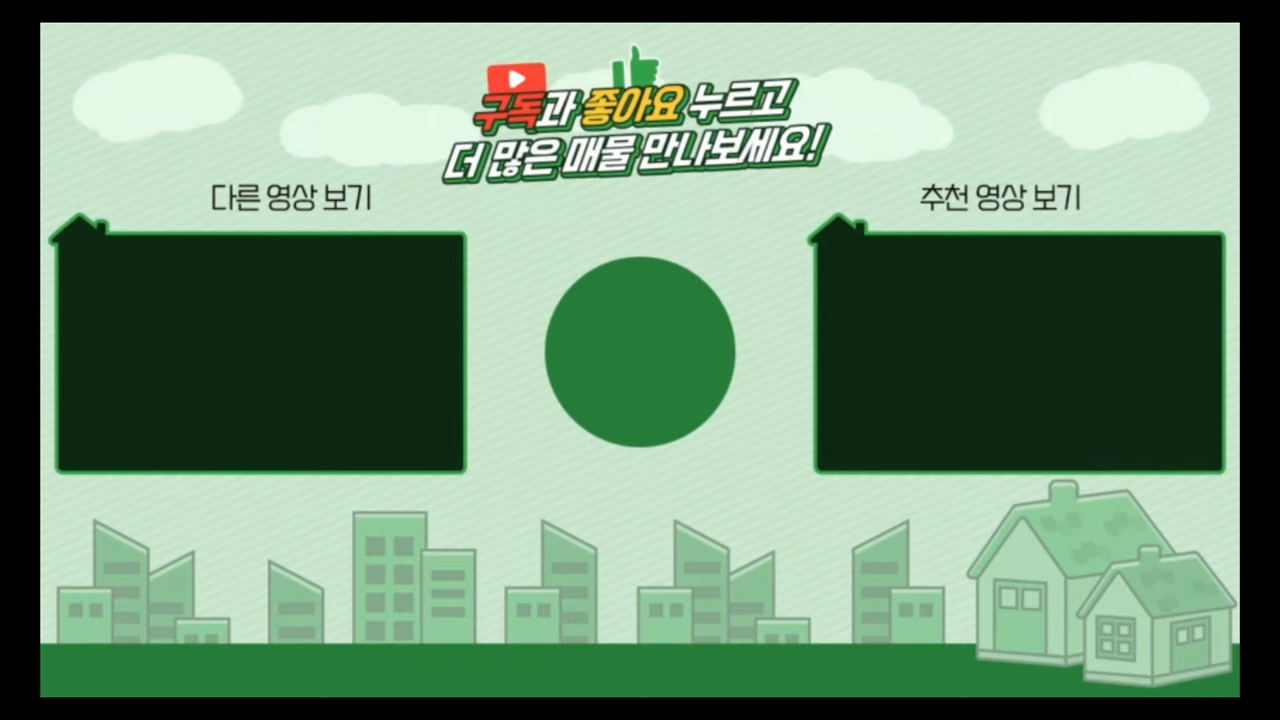 구독과 좋아요 누르고
더 많은 매물 만나보세요!
다른 영상 보기
추천 영상 보기